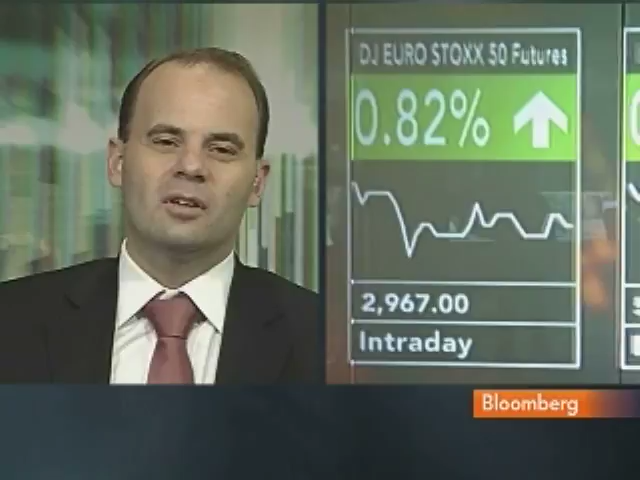 DJ EURO STOXX 50 Futures
0.82%
2,967.00
Intraday
Bloomberg